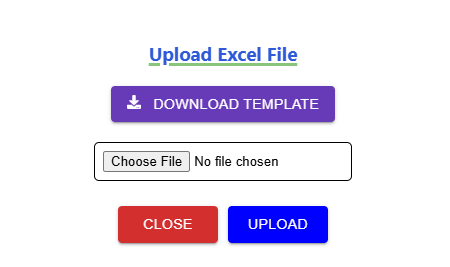 Upload Excel File
DOWNLOAD TEMPLATE
Choose File No file chosen
CLOSE UPLOAD